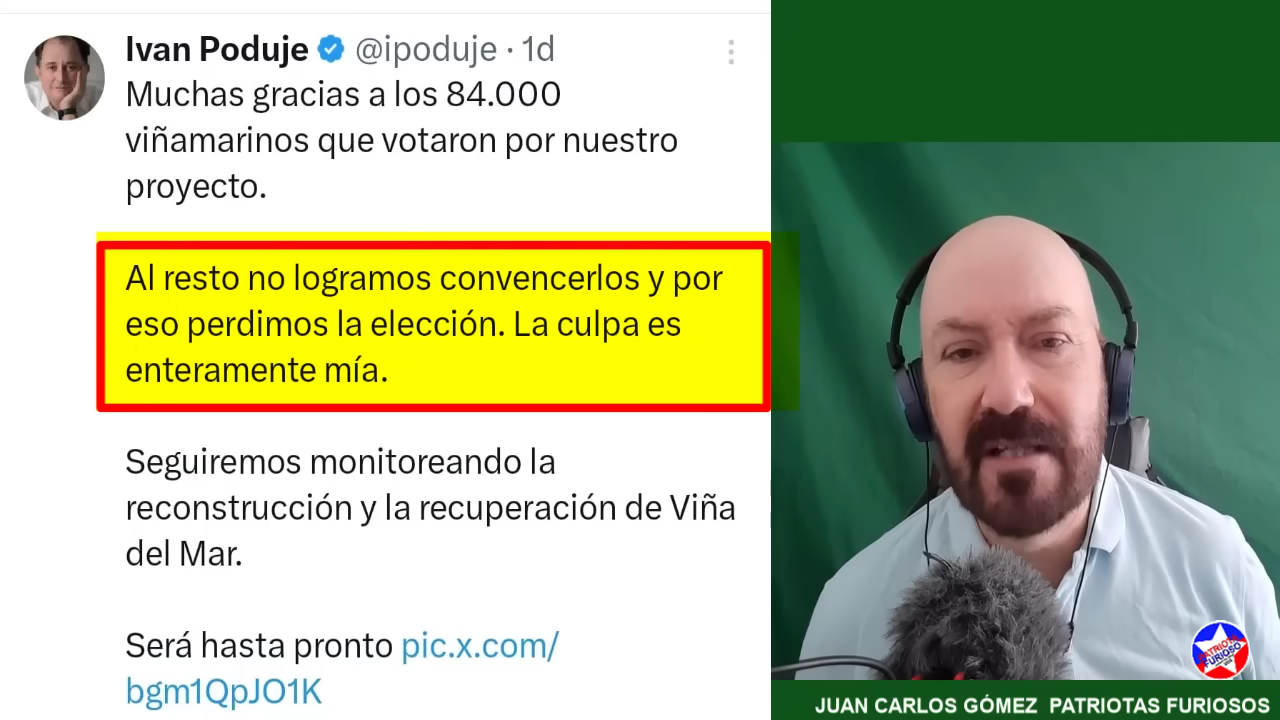 Ivan Poduje @ipoduje · 1d
Muchas gracias a los 84.000
viñamarinos que votaron por nuestro
proyecto.
Al resto no logramos convencerlos y por
eso perdimos la elección. La culpa es
enteramente mía.
Seguiremos monitoreando la
reconstrucción y la recuperación de Viña
del Mar.
Será hasta pronto pic.x.com/
bgm1QpJO1K
PATRIOTAS
FURIOSOS
JUAN CARLOS GÓMEZ PATRIOTAS FURIOSOS